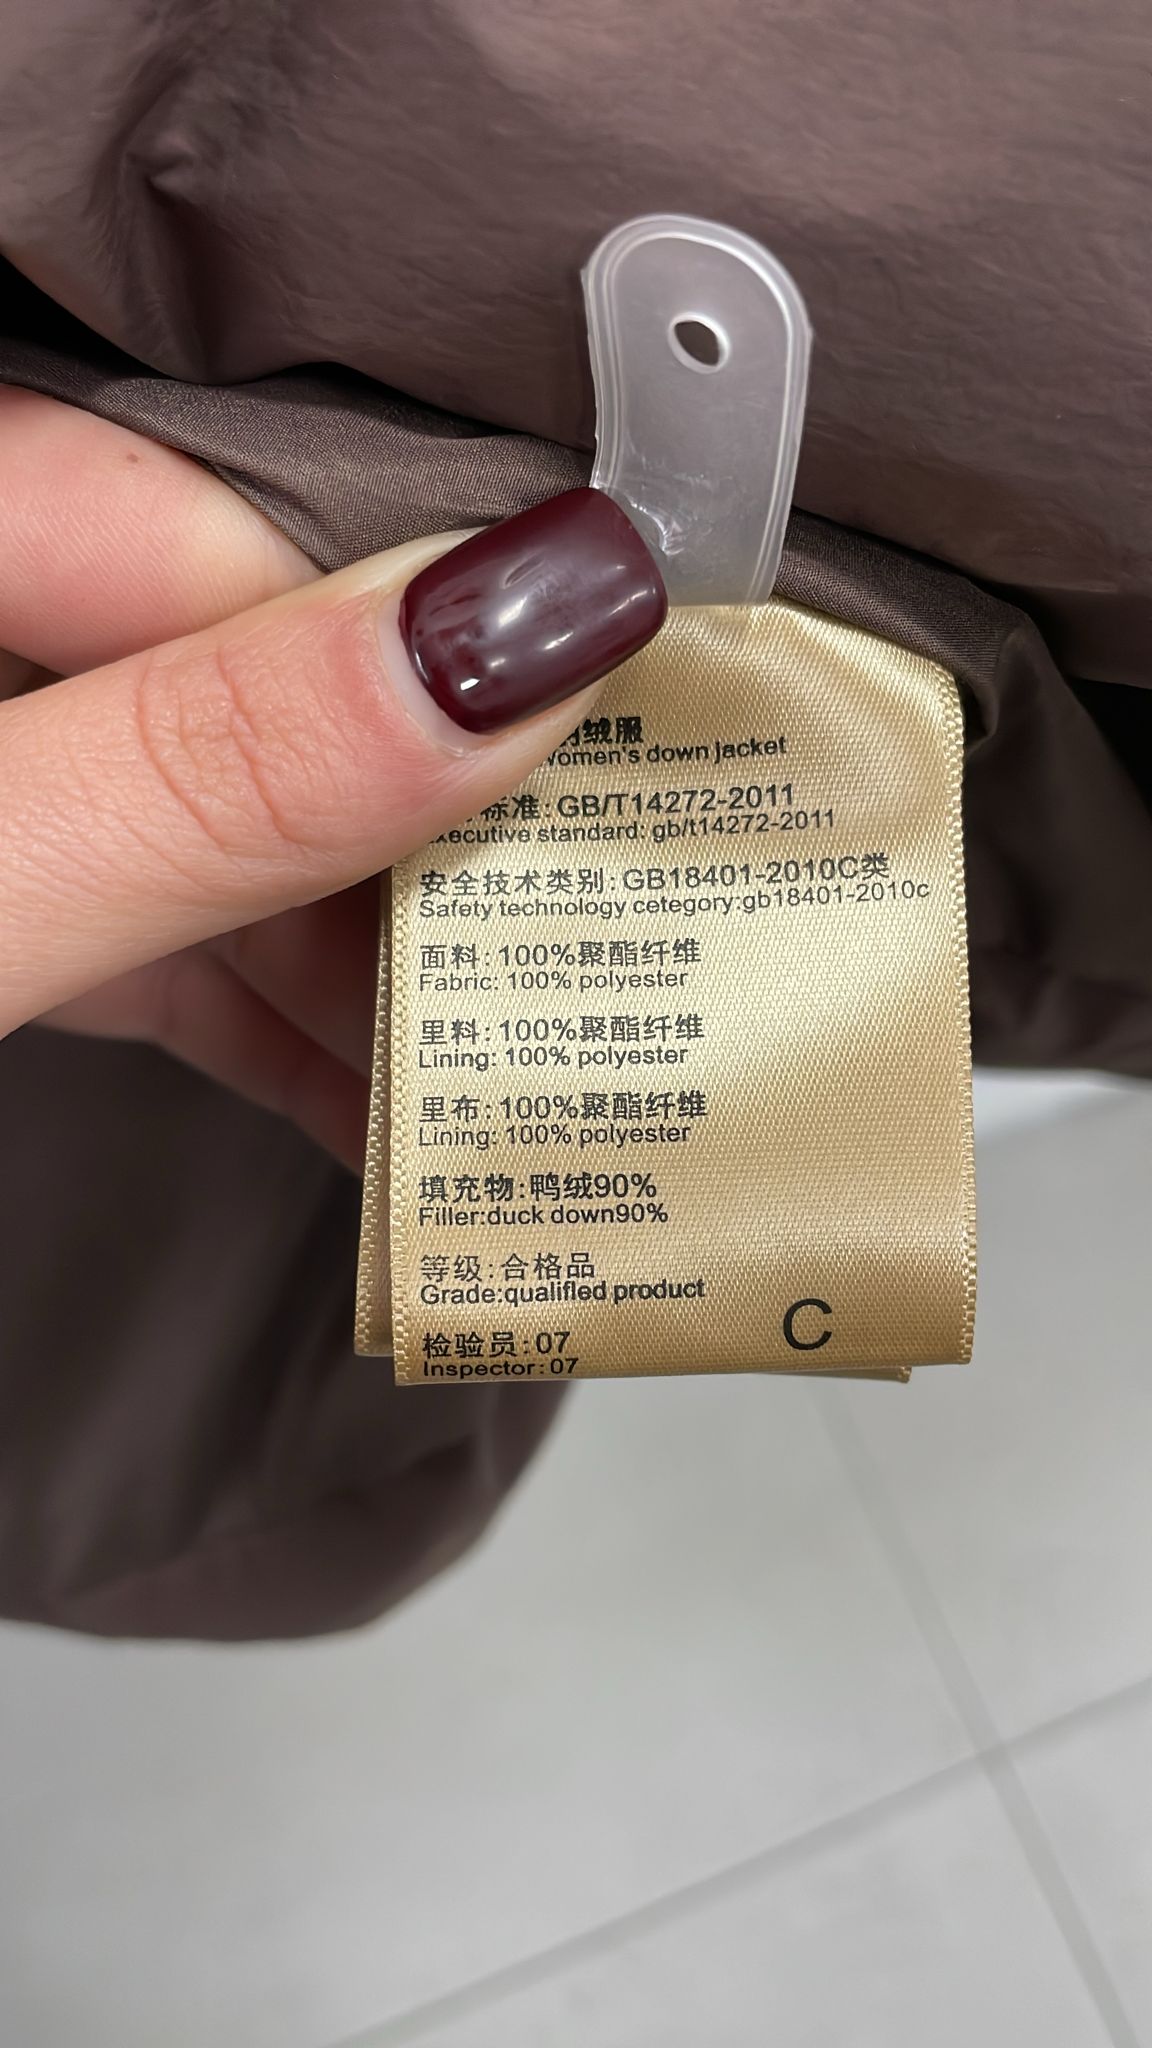 绒服
women's down jacket
标准:GB/T14272-2011
executive standard: gb/t14272-2011
安全技术类别:GB18401-2010C类
Safety technology cetegory:gb18401-2010c
面料: 100%聚酯纤维
Fabric: 100% polyester
里料: 100%聚酯纤维
Lining: 100% polyester
里布: 100%聚酯纤维
Lining: 100% polyester
填充物:鸭绒90%
Filler:duck down90%
等级:合格品
Grade:qualified product
检验员:07
Inspector:07
C